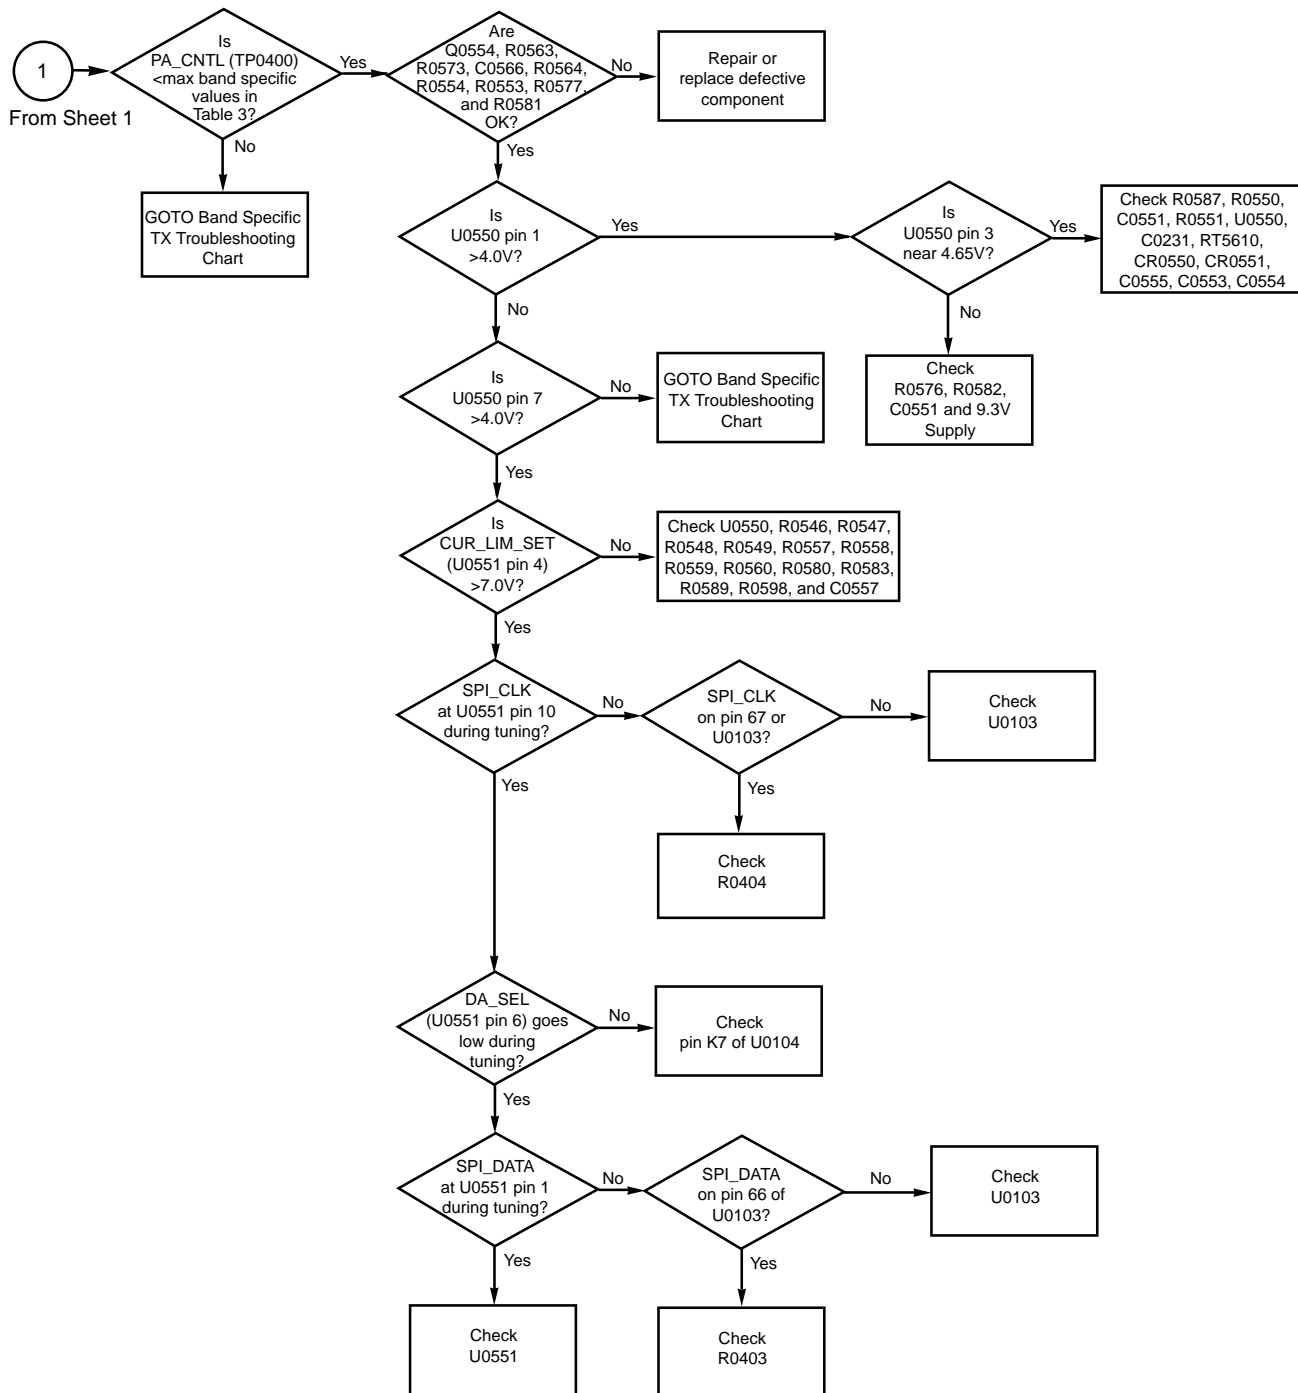 1
From Sheet 1
Is
PA_CNTL (TP0400)
<max band specific
values in
Table 3?
Yes
No
GOTO Band Specific
TX Troubleshooting
Chart
Are
Q0554, R0563,
R0573, C0566, R0564,
R0554, R0553, R0577,
and R0581
OK?
No
Repair or
replace defective
component
Yes
Is
U0550 pin 1
>4.0V?
Yes
Is
U0550 pin 3
near 4.65V?
Yes
Check R0587, R0550,
C0551, R0551, U0550,
C0231, RT5610,
CR0550, CR0551,
C0555, C0553, C0554
No
Check
R0576, R0582,
C0551 and 9.3V
Supply
No
Is
U0550 pin 7
>4.0V?
No
GOTO Band Specific
TX Troubleshooting
Chart
Yes
Is
CUR_LIM_SET
(U0551 pin 4)
>7.0V?
No
Check U0550, R0546, R0547,
R0548, R0549, R0557, R0558,
R0559, R0560, R0580, R0583,
R0589, R0598, and C0557
Yes
SPI_CLK
at U0551 pin 10
during tuning?
No
SPI_CLK
on pin 67 or
U0103?
No
Check
U0103
Yes
Check
R0404
Yes
DA_SEL
(U0551 pin 6) goes
low during
tuning?
No
Check
pin K7 of U0104
Yes
SPI_DATA
at U0551 pin 1
during tuning?
No
SPI_DATA
on pin 66 of
U0103?
No
Check
U0103
Yes
Check
U0551
Yes
Check
R0403